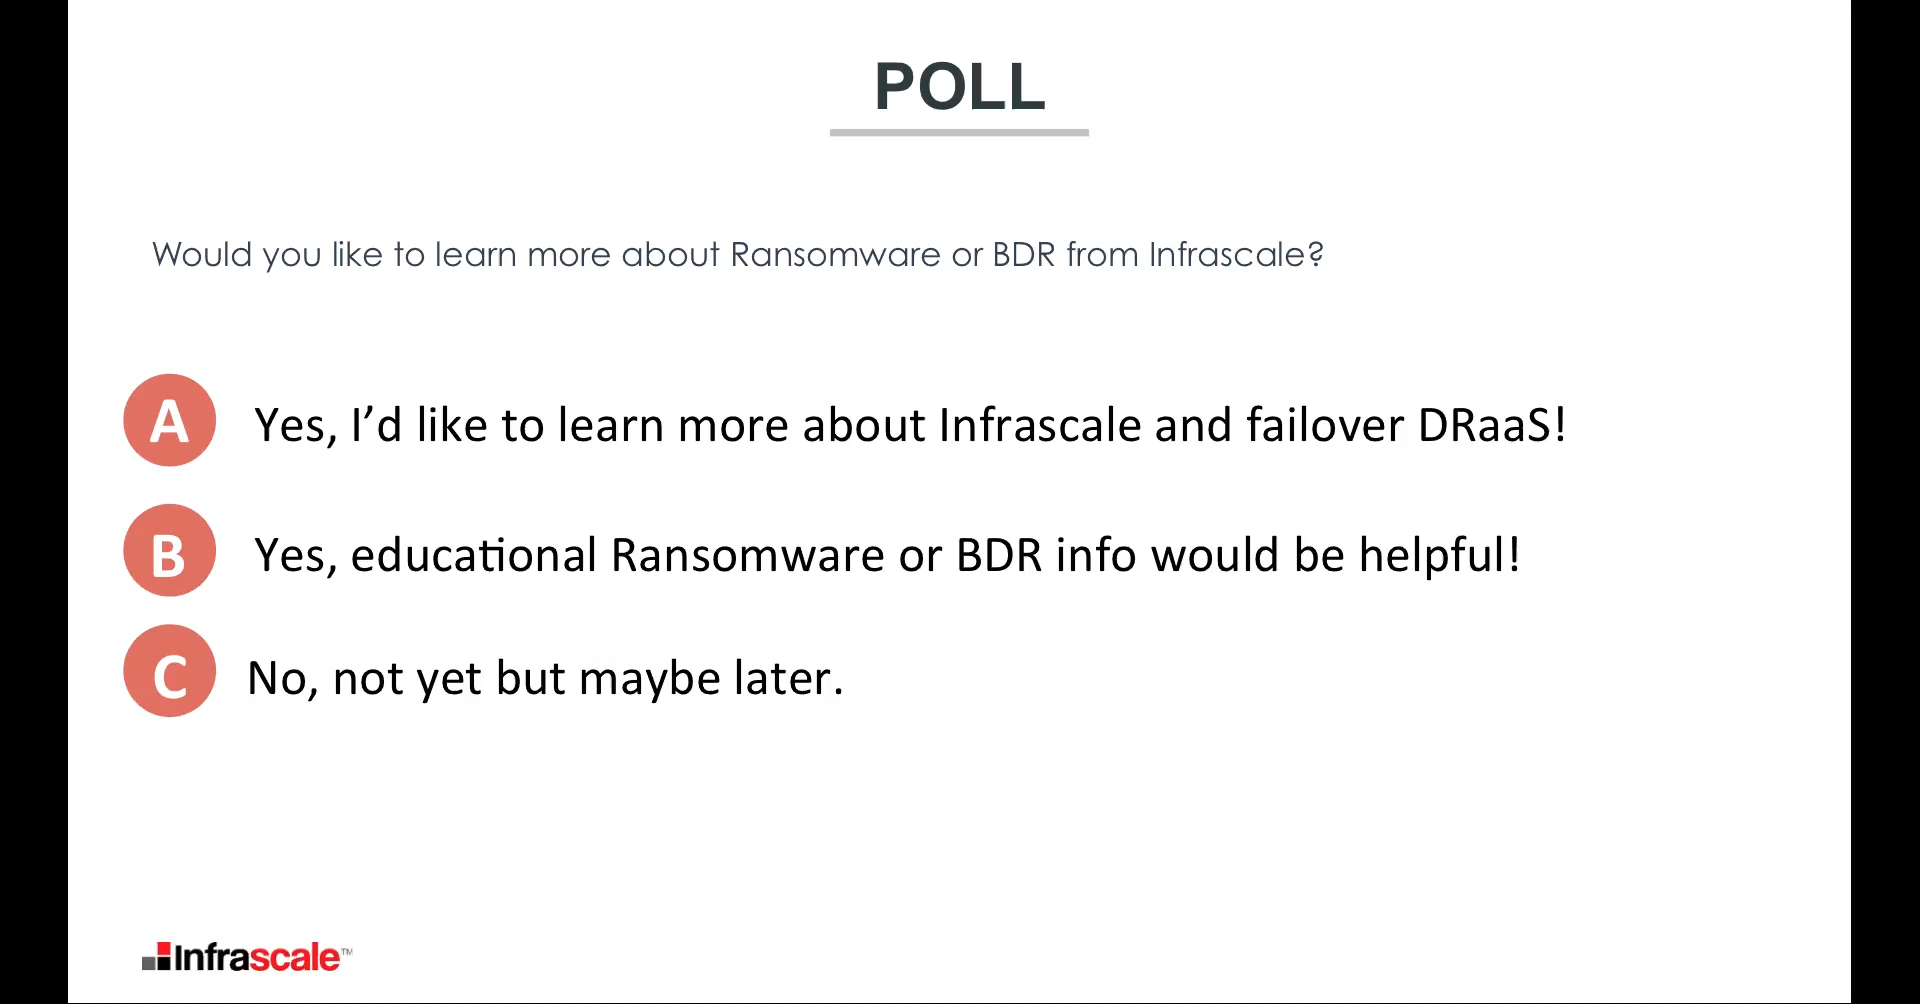 POLL
Would you like to learn more about Ransomware or BDR from Infrascale?
A Yes, I’d like to learn more about Infrascale and failover DRaaS!
B Yes, educational Ransomware or BDR info would be helpful!
C No, not yet but maybe later.
Infrascale™